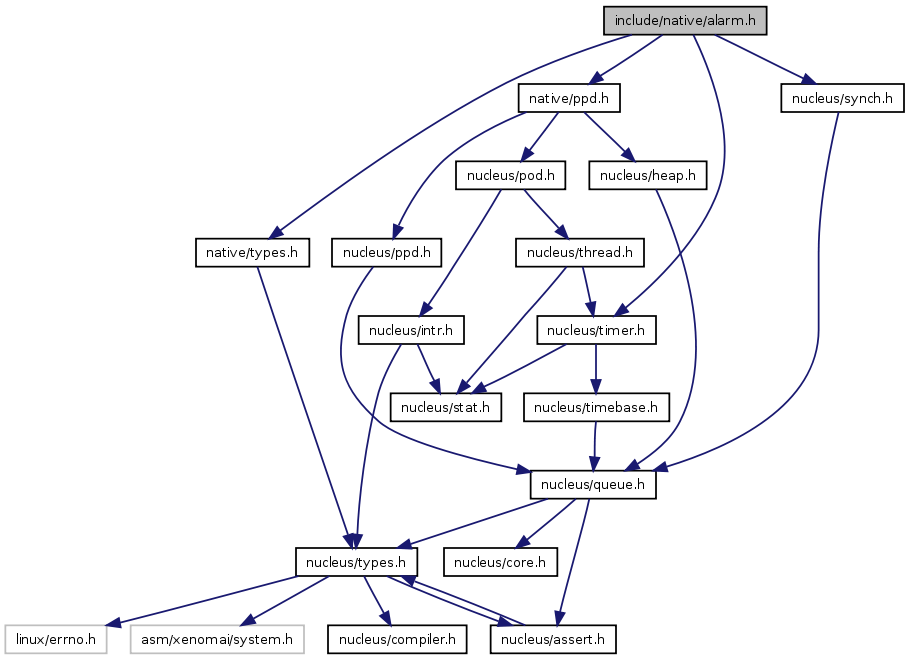 include/native/alarm.h
native/ppd.h
nucleus/synch.h
nucleus/pod.h
nucleus/heap.h
native/types.h
nucleus/ppd.h
nucleus/thread.h
nucleus/intr.h
nucleus/timer.h
nucleus/stat.h
nucleus/timebase.h
nucleus/queue.h
nucleus/types.h
nucleus/core.h
linux/errno.h
asm/xenomai/system.h
nucleus/compiler.h
nucleus/assert.h